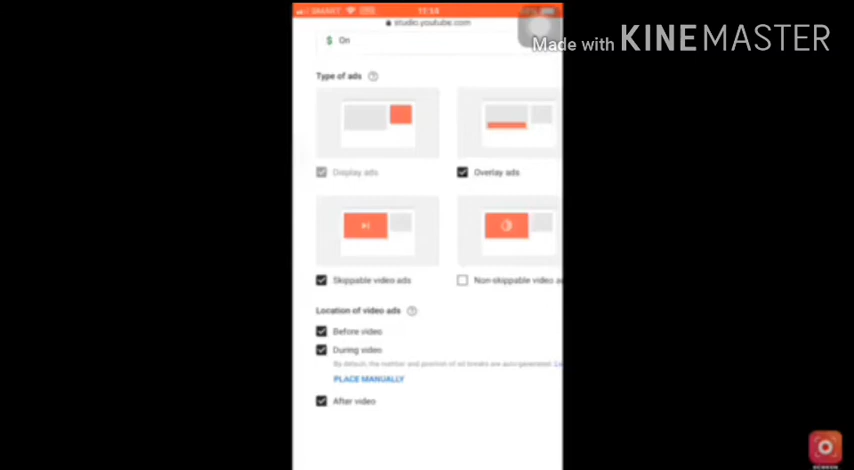 SMART
11:58
studio.youtube.com
Made with KINEMASTER
$ On
Type of ads ?
Display ads
Overlay ads
Skippable video ads
Non-skippable video a
Location of video ads ?
Before video
During video
By default, the number and position of ad breaks are auto-generated.
PLACE MANUALLY
After video